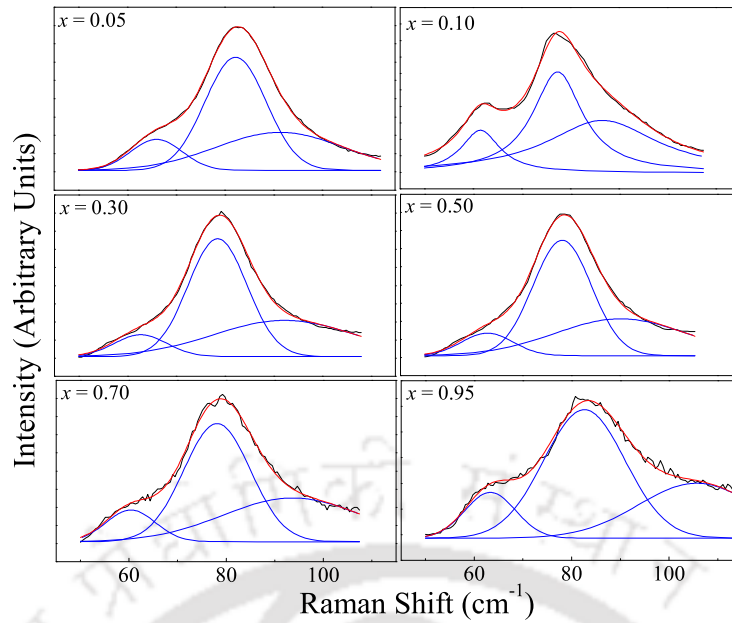 x = 0.05
x = 0.10
x = 0.30
x = 0.50
x = 0.70
x = 0.95
Intensity (Arbitrary Units)
60 80 100 60 80 100
Raman Shift (cm⁻¹)